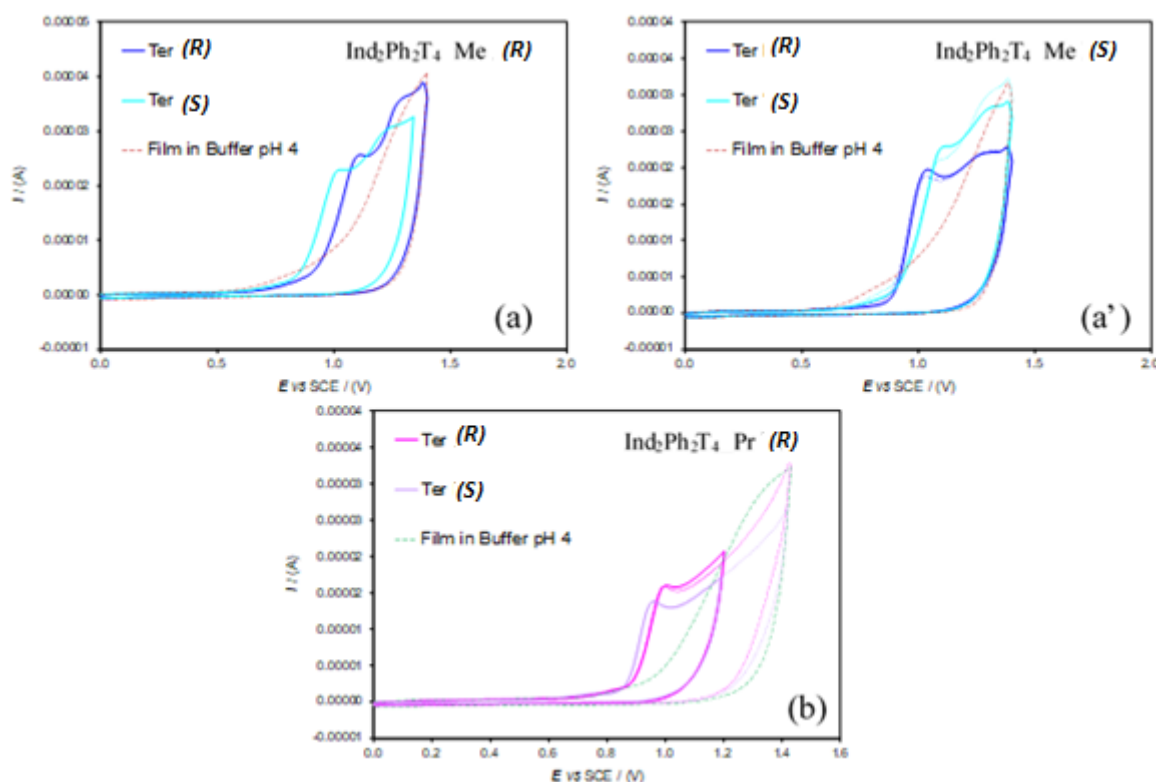 0.00005
0.00004
0.00003
0.00002
0.00001
0.00000
-0.00001
0.0
0.5
1.0
1.5
2.0
I / (A)
E vs SCE / (V)
Ter (R)
Ter (S)
Film in Buffer pH 4
Ind₂Ph₂T₄ Me (R)
(a)
0.00004
0.00004
0.00003
0.00003
0.00002
0.00002
0.00001
0.00001
0.00000
-0.00001
0.0
0.5
1.0
1.5
2.0
I / (A)
E vs SCE / (V)
Ter (R)
Ter (S)
Film in Buffer pH 4
Ind₂Ph₂T₄ Me (S)
(a')
0.00004
0.00004
0.00003
0.00003
0.00002
0.00002
0.00001
0.00001
0.00000
-0.00001
0.0
0.2
0.4
0.6
0.8
1.0
1.2
1.4
1.6
I / (A)
E vs SCE / (V)
Ter (R)
Ter (S)
Film in Buffer pH 4
Ind₂Ph₂T₄ Pr (R)
(b)